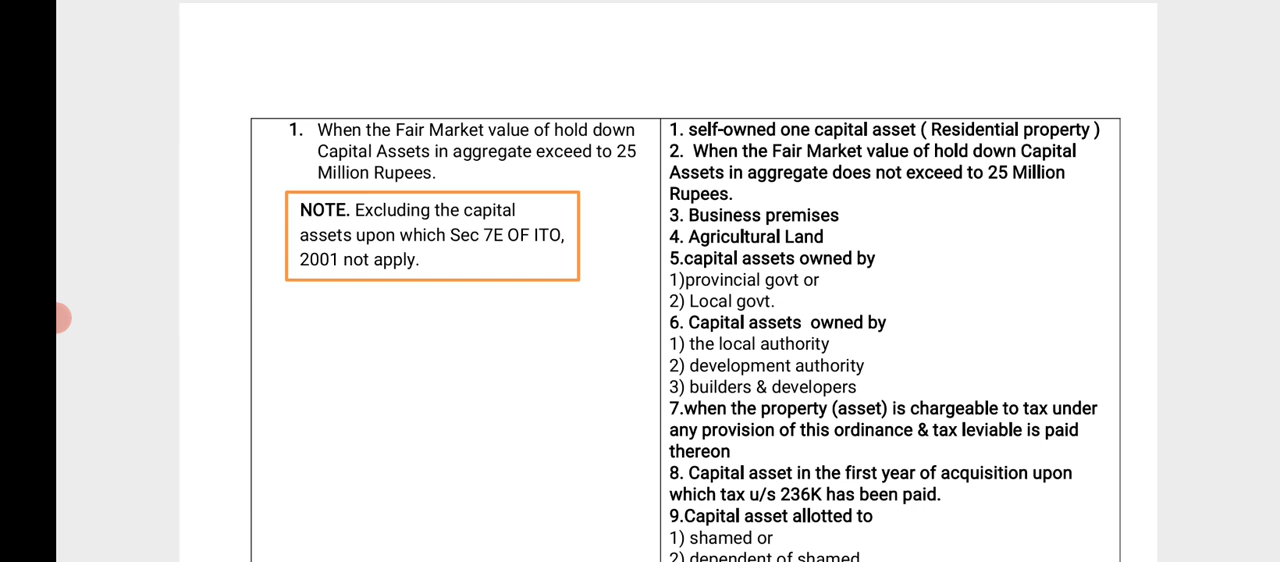 1. When the Fair Market value of hold down
Capital Assets in aggregate exceed to 25
Million Rupees.
NOTE. Excluding the capital
assets upon which Sec 7E OF ITO,
2001 not apply.
1. self-owned one capital asset ( Residential property )
2. When the Fair Market value of hold down Capital
Assets in aggregate does not exceed to 25 Million
Rupees.
3. Business premises
4. Agricultural Land
5.capital assets owned by
1)provincial govt or
2) Local govt.
6. Capital assets owned by
1) the local authority
2) development authority
3) builders & developers
7.when the property (asset) is chargeable to tax under
any provision of this ordinance & tax leviable is paid
thereon
8. Capital asset in the first year of acquisition upon
which tax u/s 236K has been paid.
9.Capital asset allotted to
1) shamed or
2) dependent of shamed